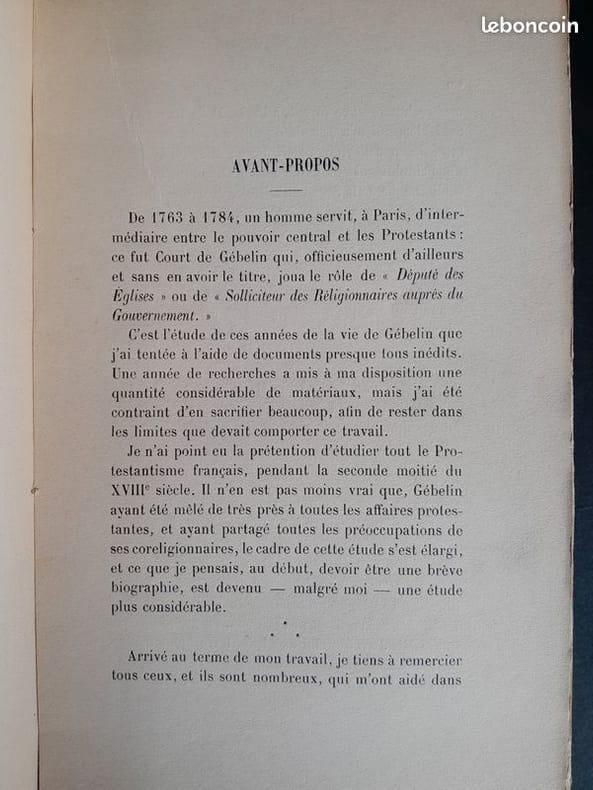 leboncoin
AVANT-PROPOS
De 1763 à 1784, un homme servit, à Paris, d'inter-
médiaire entre le pouvoir central et les Protestants :
ce fut Court de Gébelin qui, officieusement d'ailleurs
et sans en avoir le titre, joua le rôle de « Député des
Églises » ou de « Solliciteur des Réligionnaires auprès du
Gouvernement. »
C'est l'étude de ces années de la vie de Gébelin que
j'ai tentée à l'aide de documents presque tous inédits.
Une année de recherches a mis à ma disposition une
quantité considérable de matériaux, mais j'ai été
contraint d'en sacrifier beaucoup, afin de rester dans
les limites que devait comporter ce travail.
Je n'ai point eu la prétention d'étudier tout le Pro-
testantisme français, pendant la seconde moitié du
XVIIIe siècle. Il n'en est pas moins vrai que, Gébelin
ayant été mêlé de très près à toutes les affaires protes-
tantes, et ayant partagé toutes les préoccupations de
ses coreligionnaires, le cadre de cette étude s'est élargi,
et ce que je pensais, au début, devoir être une brève
biographie, est devenu — malgré moi — une étude
plus considérable.
Arrivé au terme de mon travail, je tiens à remercier
tous ceux, et ils sont nombreux, qui m'ont aidé dans